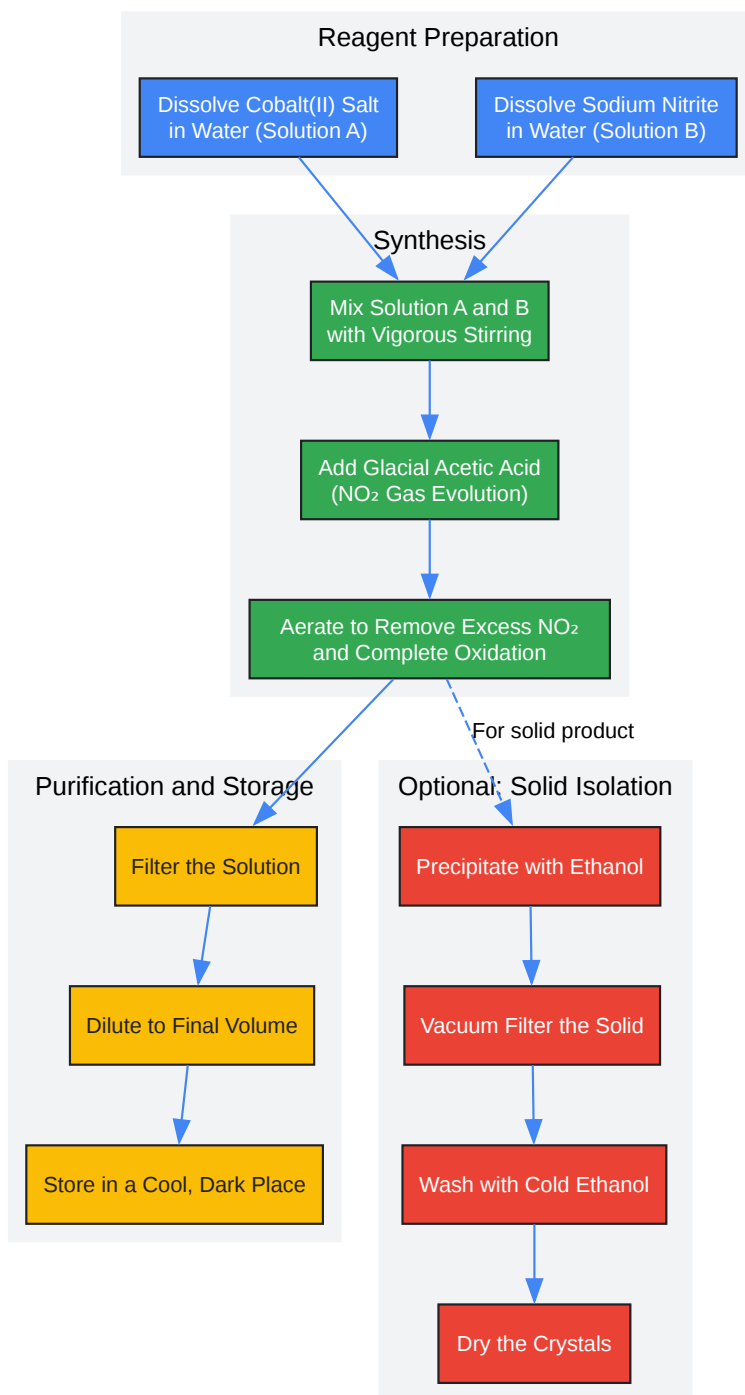 Reagent Preparation
Dissolve Cobalt(II) Salt
in Water (Solution A)
Dissolve Sodium Nitrite
in Water (Solution B)
Synthesis
Mix Solution A and B
with Vigorous Stirring
Add Glacial Acetic Acid
(NO₂ Gas Evolution)
Aerate to Remove Excess NO₂
and Complete Oxidation
For solid product
Purification and Storage
Filter the Solution
Dilute to Final Volume
Store in a Cool, Dark Place
Optional: Solid Isolation
Precipitate with Ethanol
Vacuum Filter the Solid
Wash with Cold Ethanol
Dry the Crystals